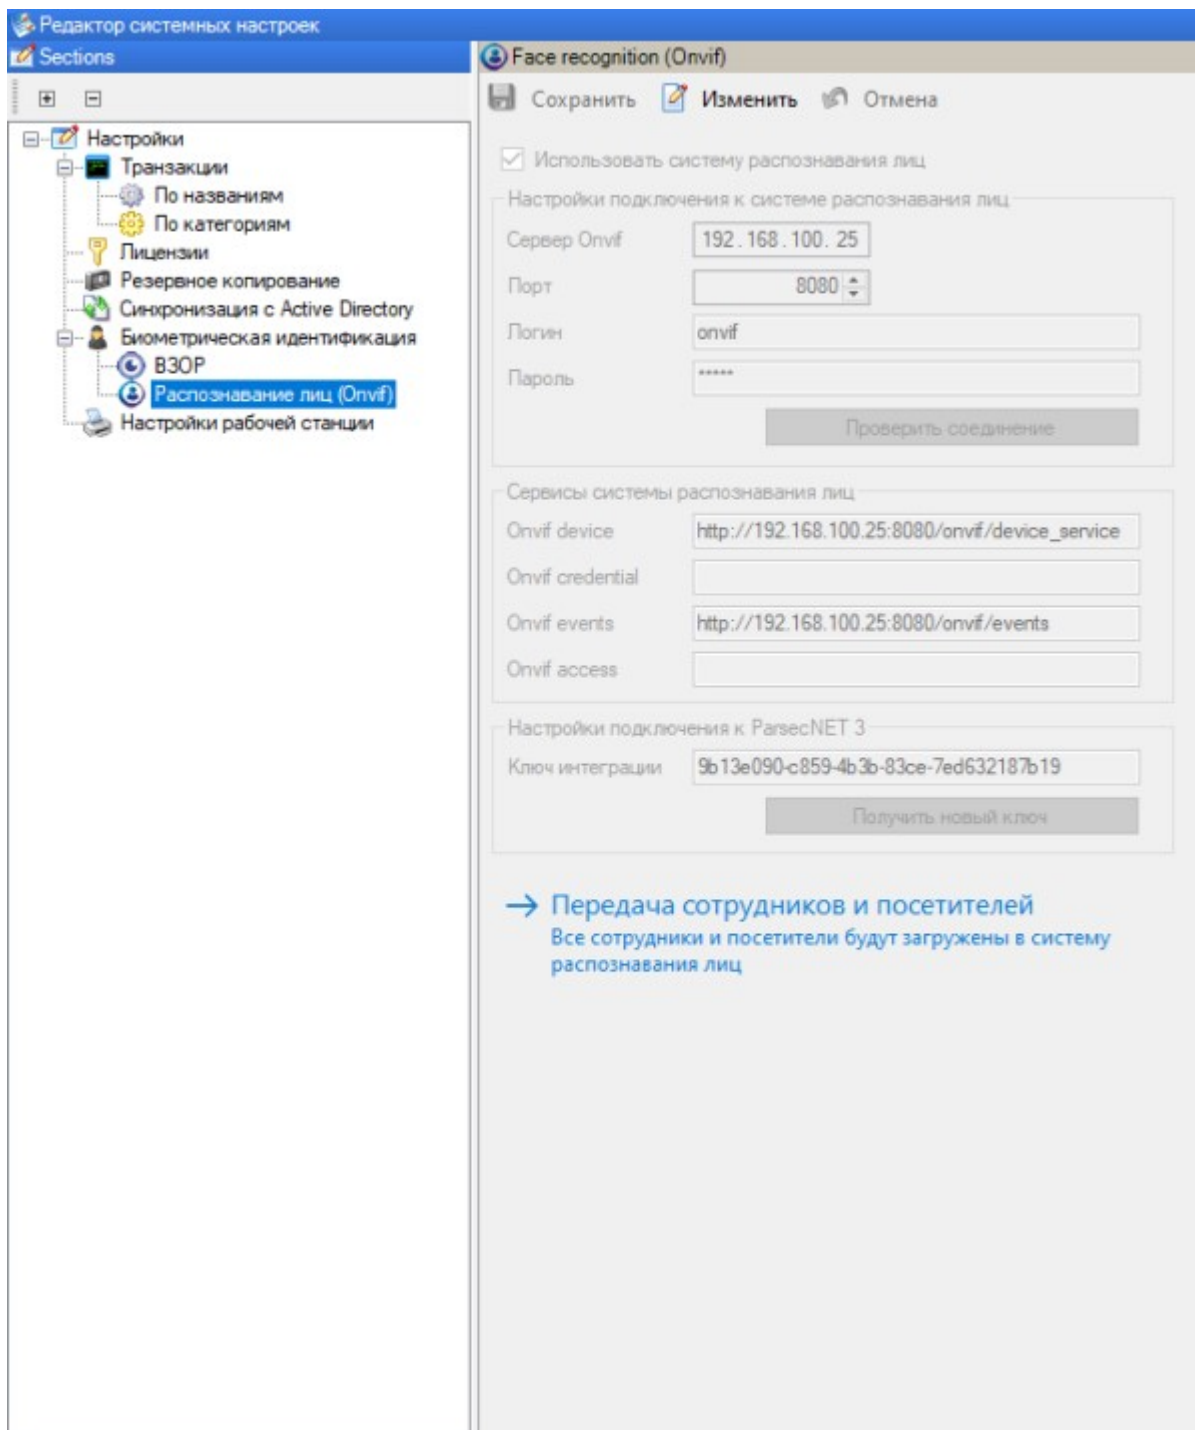 Редактор системных настроек
Sections
Настройки
Транзакции
По названиям
По категориям
Лицензии
Резервное копирование
Синхронизация с Active Directory
Биометрическая идентификация
ВЗОР
Распознавание лиц (Onvif)
Настройки рабочей станции
Face recognition (Onvif)
Сохранить Изменить Отмена
Использовать систему распознавания лиц
Настройки подключения к системе распознавания лиц
Сервер Onvif 192 . 168 . 100 . 25
Порт 8080
Логин onvif
Пароль *****
Проверить соединение
Сервисы системы распознавания лиц
Onvif device http://192.168.100.25:8080/onvif/device_service
Onvif credential
Onvif events http://192.168.100.25:8080/onvif/events
Onvif access
Настройки подключения к ParsecNET 3
Ключ интеграции 9b13e090-c859-4b3b-83ce-7ed632187b19
Получить новый ключ
Передача сотрудников и посетителей
Все сотрудники и посетители будут загружены в систему
распознавания лиц